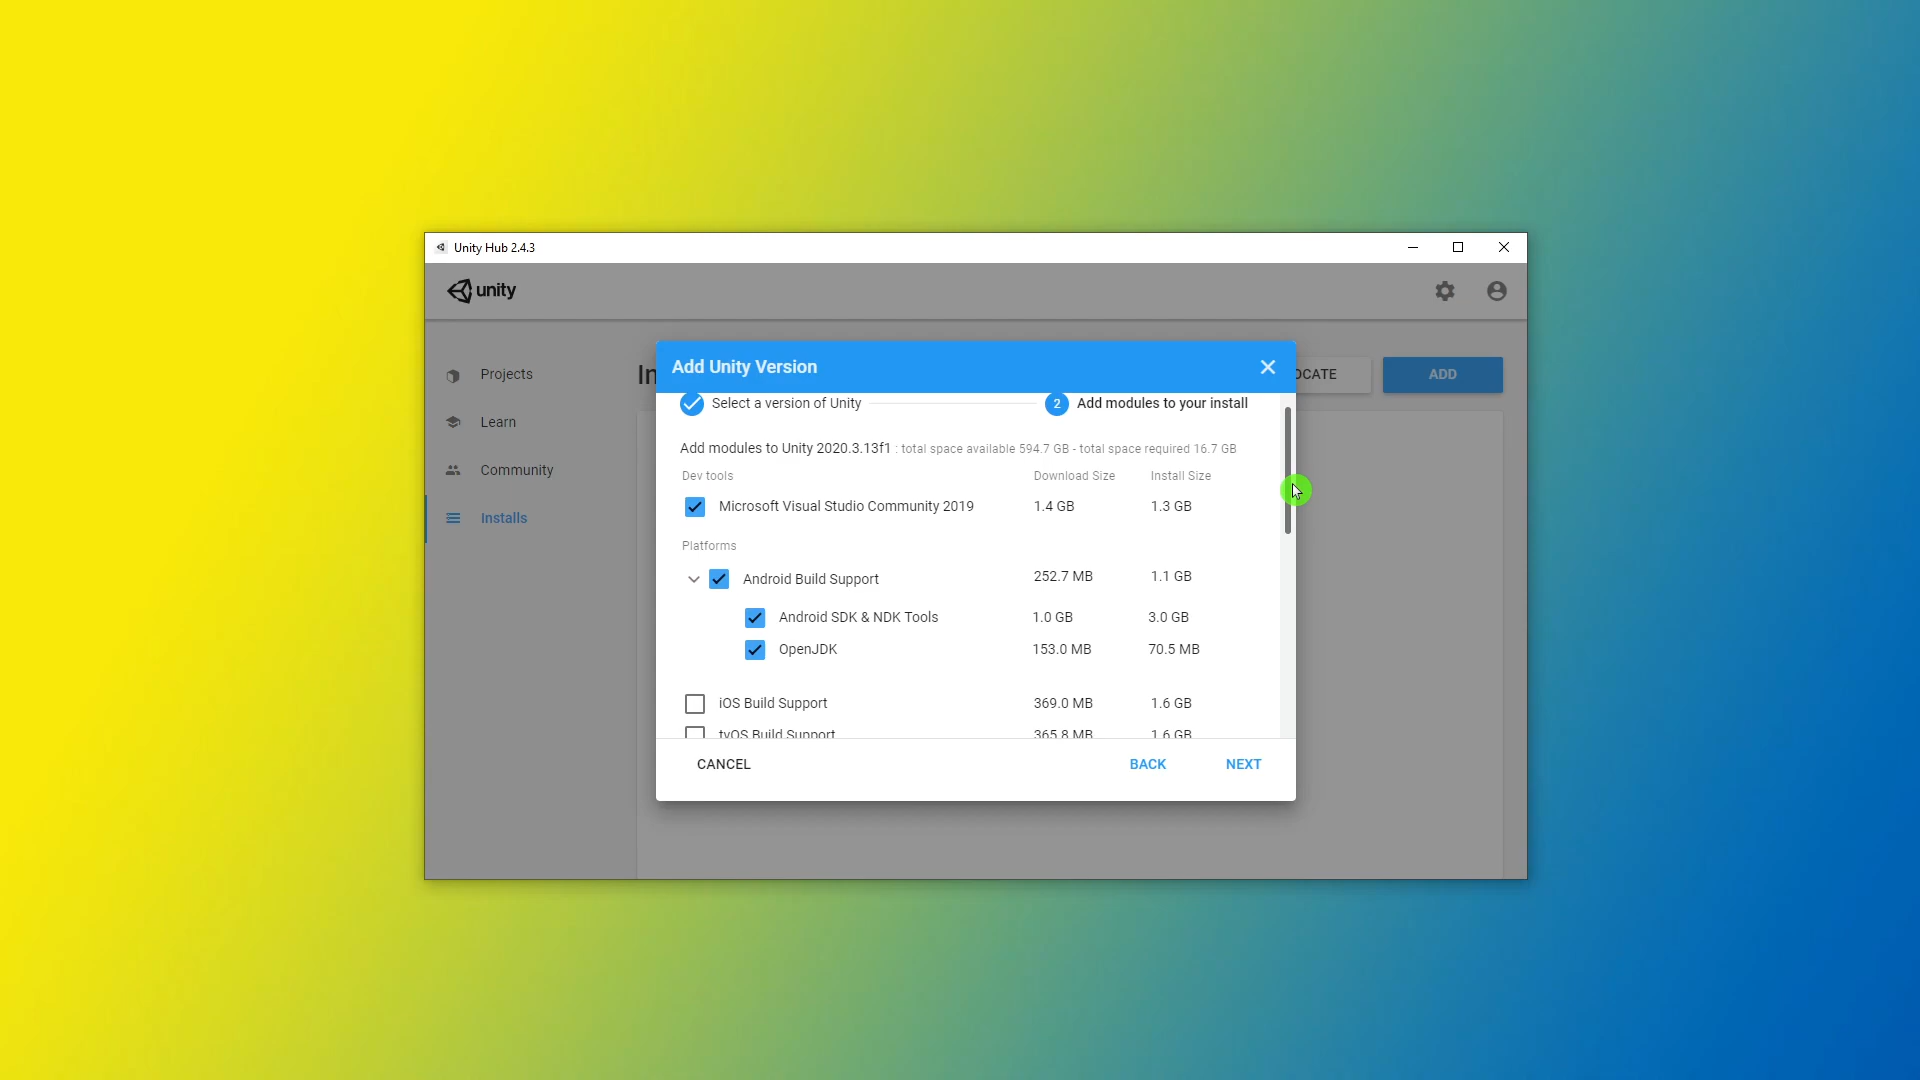 Unity Hub 2.4.3
unity
Projects
Learn
Community
Installs
In
OCATE
ADD
Add Unity Version
Select a version of Unity
2 Add modules to your install
Add modules to Unity 2020.3.13f1 : total space available 594.7 GB - total space required 16.7 GB
Dev tools Download Size Install Size
Microsoft Visual Studio Community 2019 1.4 GB 1.3 GB
Platforms
Android Build Support 252.7 MB 1.1 GB
Android SDK & NDK Tools 1.0 GB 3.0 GB
OpenJDK 153.0 MB 70.5 MB
iOS Build Support 369.0 MB 1.6 GB
tvOS Build Support 365.8 MB 1.6 GB
CANCEL BACK NEXT